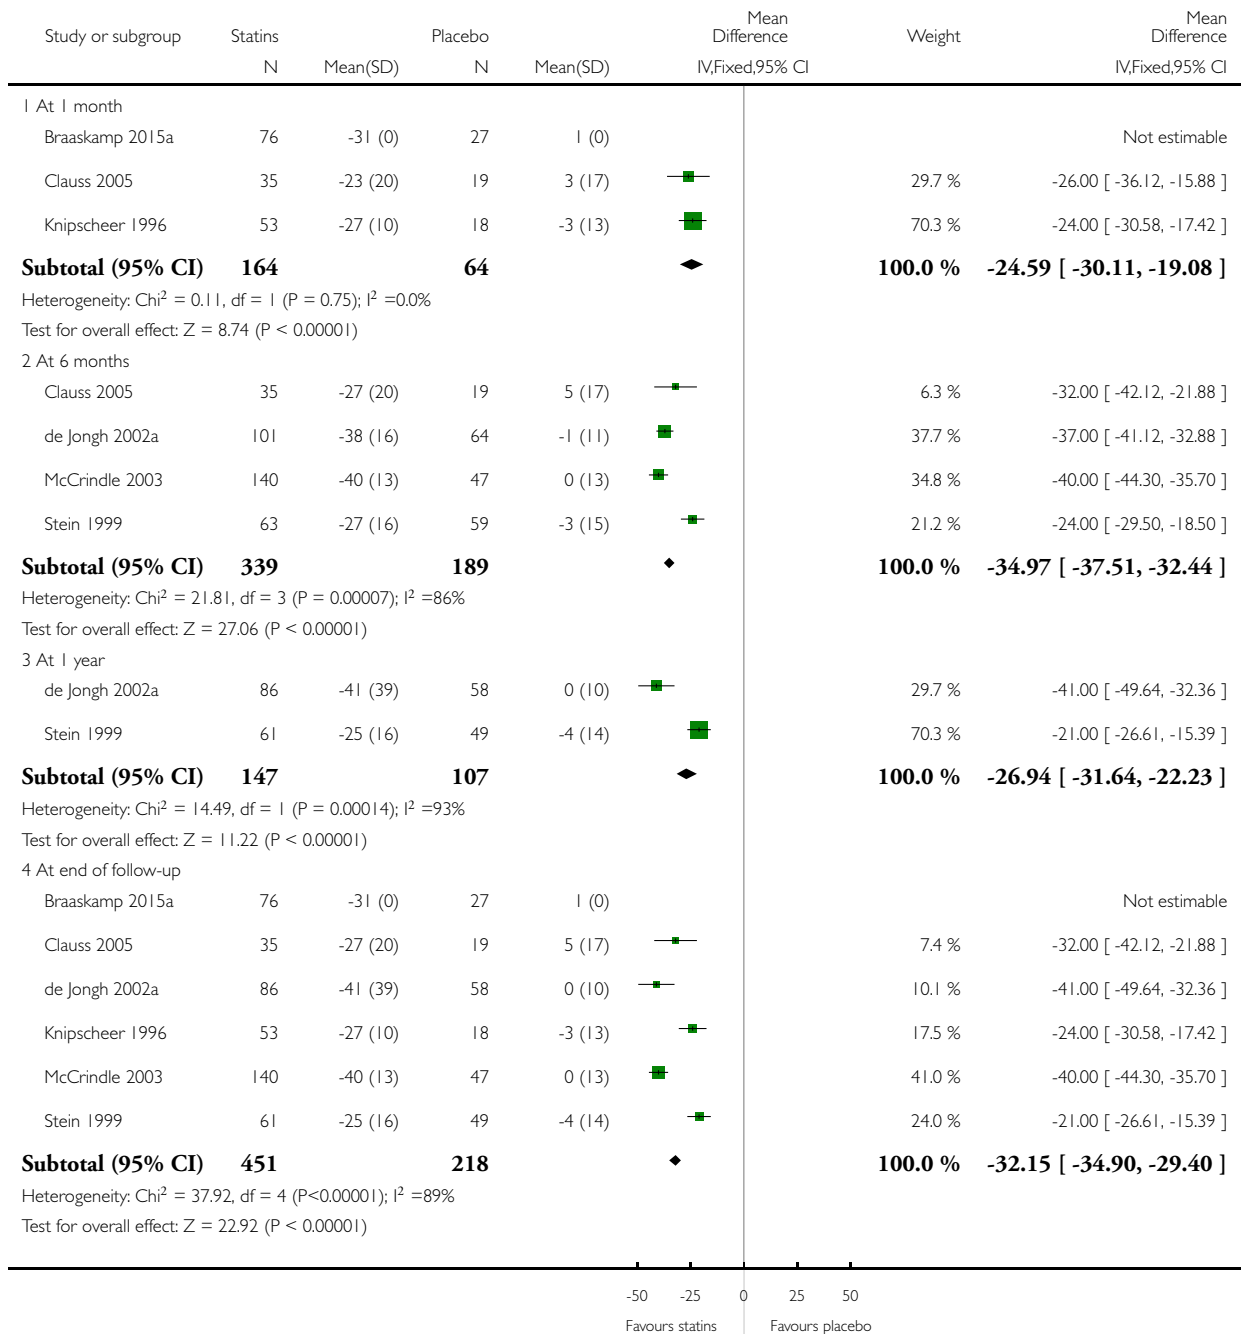 Study or subgroup Statins Placebo Mean Difference Weight Mean Difference
N Mean(SD) N Mean(SD) IV,Fixed,95% CI IV,Fixed,95% CI
1 At 1 month
Braaskamp 2015a 76 -31 (0) 27 1 (0) Not estimable
Clauss 2005 35 -23 (20) 19 3 (17) 29.7 % -26.00 [ -36.12, -15.88 ]
Knipscheer 1996 53 -27 (10) 18 -3 (13) 70.3 % -24.00 [ -30.58, -17.42 ]
Subtotal (95% CI) 164 64 100.0 % -24.59 [ -30.11, -19.08 ]
Heterogeneity: Chi² = 0.11, df = 1 (P = 0.75); I² =0.0%
Test for overall effect: Z = 8.74 (P < 0.00001)
2 At 6 months
Clauss 2005 35 -27 (20) 19 5 (17) 6.3 % -32.00 [ -42.12, -21.88 ]
de Jongh 2002a 101 -38 (16) 64 -1 (11) 37.7 % -37.00 [ -41.12, -32.88 ]
McCrindle 2003 140 -40 (13) 47 0 (13) 34.8 % -40.00 [ -44.30, -35.70 ]
Stein 1999 63 -27 (16) 59 -3 (15) 21.2 % -24.00 [ -29.50, -18.50 ]
Subtotal (95% CI) 339 189 100.0 % -34.97 [ -37.51, -32.44 ]
Heterogeneity: Chi² = 21.81, df = 3 (P = 0.00007); I² =86%
Test for overall effect: Z = 27.06 (P < 0.00001)
3 At 1 year
de Jongh 2002a 86 -41 (39) 58 0 (10) 29.7 % -41.00 [ -49.64, -32.36 ]
Stein 1999 61 -25 (16) 49 -4 (14) 70.3 % -21.00 [ -26.61, -15.39 ]
Subtotal (95% CI) 147 107 100.0 % -26.94 [ -31.64, -22.23 ]
Heterogeneity: Chi² = 14.49, df = 1 (P = 0.00014); I² =93%
Test for overall effect: Z = 11.22 (P < 0.00001)
4 At end of follow-up
Braaskamp 2015a 76 -31 (0) 27 1 (0) Not estimable
Clauss 2005 35 -27 (20) 19 5 (17) 7.4 % -32.00 [ -42.12, -21.88 ]
de Jongh 2002a 86 -41 (39) 58 0 (10) 10.1 % -41.00 [ -49.64, -32.36 ]
Knipscheer 1996 53 -27 (10) 18 -3 (13) 17.5 % -24.00 [ -30.58, -17.42 ]
McCrindle 2003 140 -40 (13) 47 0 (13) 41.0 % -40.00 [ -44.30, -35.70 ]
Stein 1999 61 -25 (16) 49 -4 (14) 24.0 % -21.00 [ -26.61, -15.39 ]
Subtotal (95% CI) 451 218 100.0 % -32.15 [ -34.90, -29.40 ]
Heterogeneity: Chi² = 37.92, df = 4 (P<0.00001); I² =89%
Test for overall effect: Z = 22.92 (P < 0.00001)
-50 -25 0 25 50
Favours statins Favours placebo